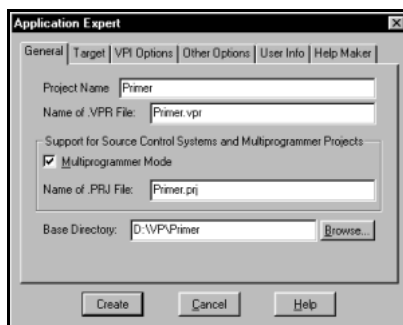 Application Expert
General Target VPI Options Other Options User Info Help Maker
Project Name Primer
Name of .VPR File: Primer.vpr
Support for Source Control Systems and Multiprogrammer Projects
Multiprogrammer Mode
Name of .PRJ File: Primer.prj
Base Directory: D:\VP\Primer Browse...
Create Cancel Help